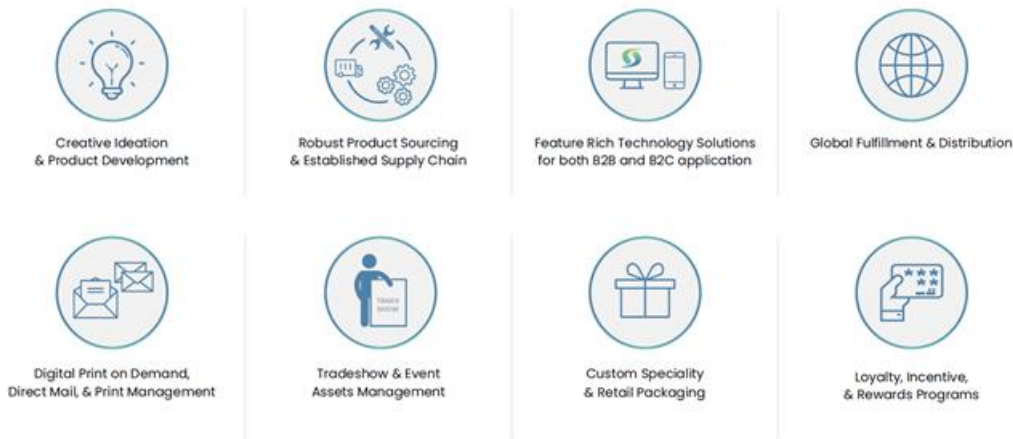 Creative Ideation
& Product Development
Robust Product Sourcing
& Established Supply Chain
Feature Rich Technology Solutions
for both B2B and B2C application
Global Fulfillment & Distribution
Digital Print on Demand,
Direct Mail, & Print Management
TRADE
SHOW
Tradeshow & Event
Assets Management
Custom Speciality
& Retail Packaging
Loyalty, Incentive,
& Rewards Programs